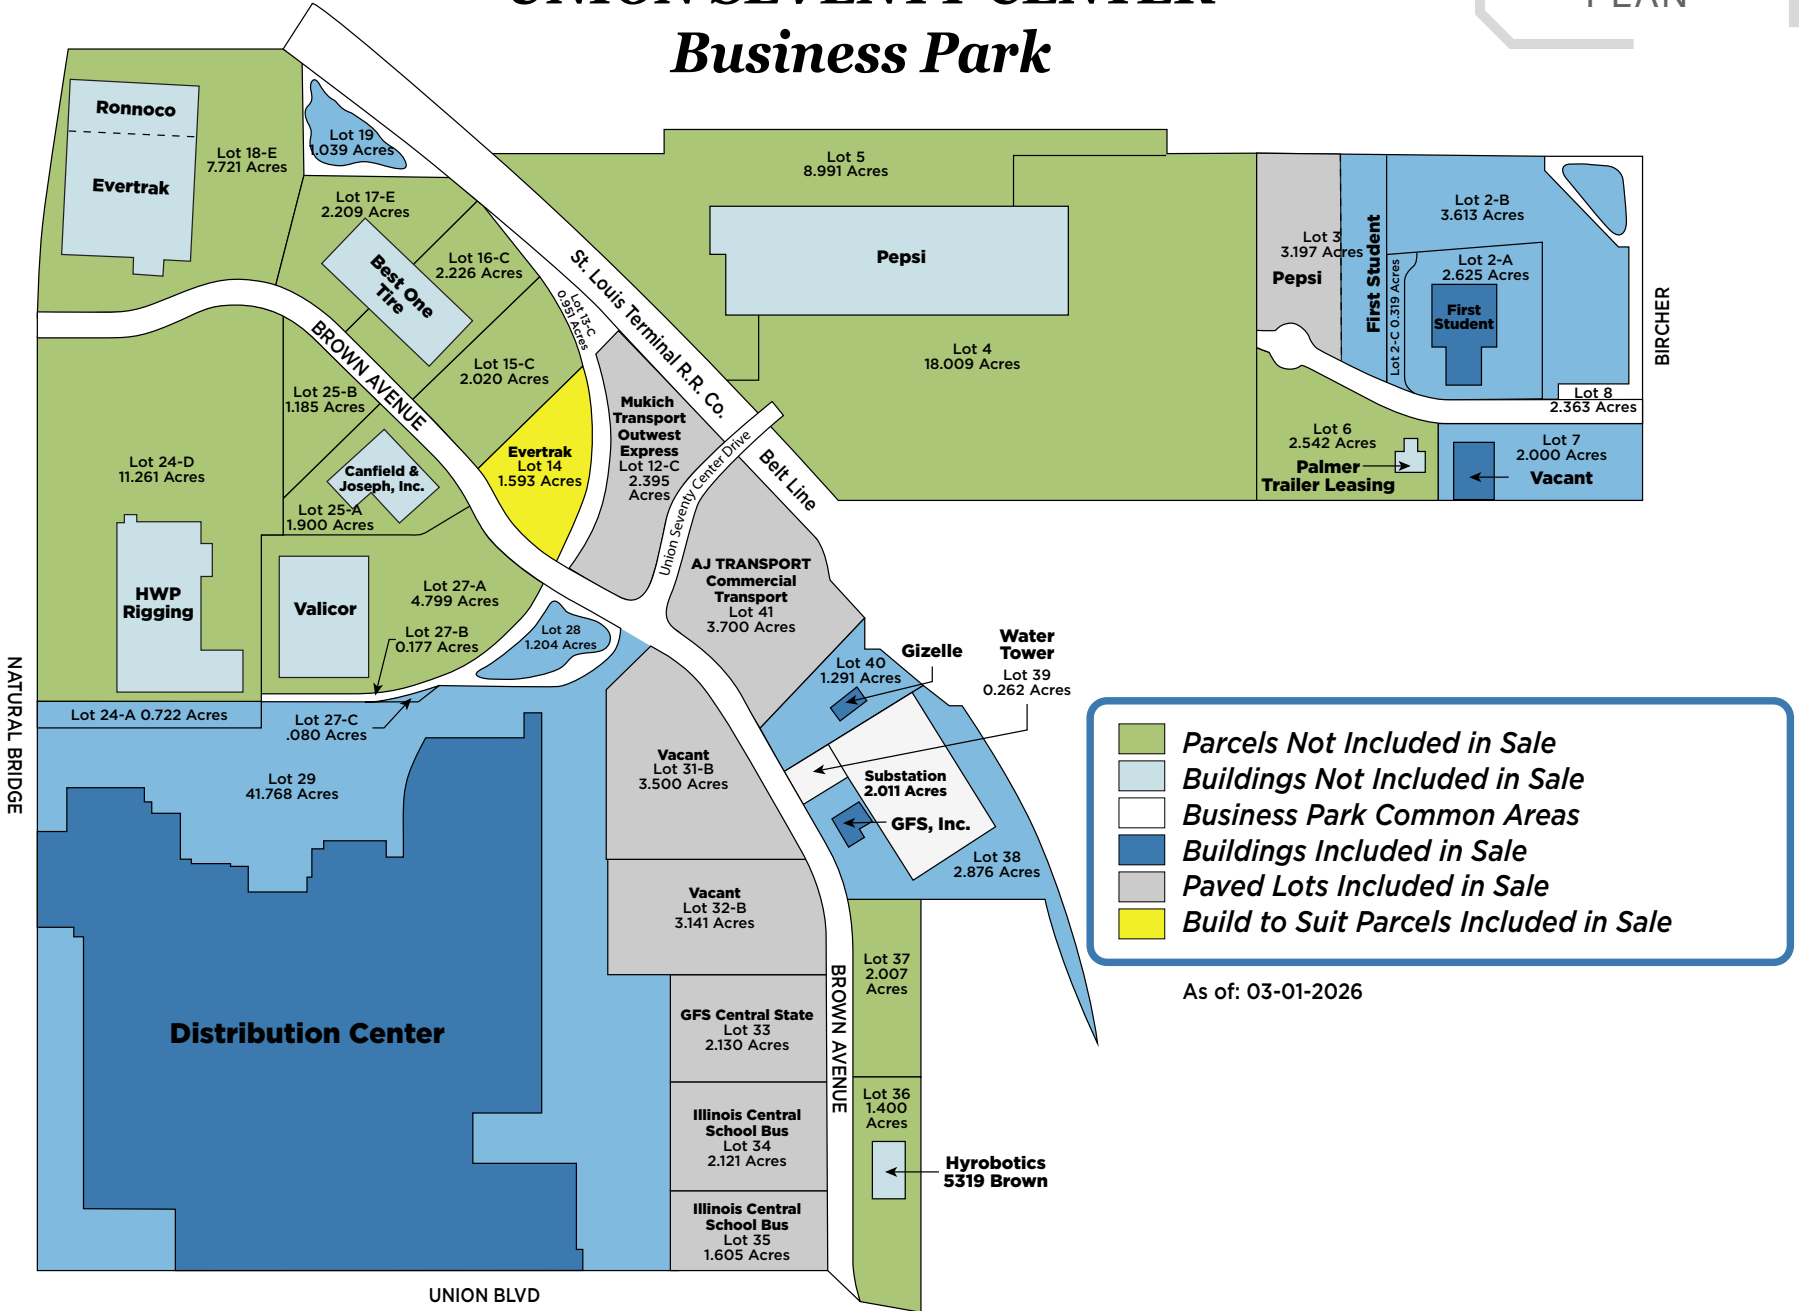 UNION SEVENTY CENTER
Business Park
PLAN
Ronnoco
Evertrak
Lot 18-E
7.721 Acres
Lot 19
1.039 Acres
Lot 17-E
2.209 Acres
Best One
Tire
Lot 16-C
2.226 Acres
Lot 13-C
0.951 Acres
Lot 15-C
2.020 Acres
St. Louis Terminal R.R. Co.
Belt Line
Lot 5
8.991 Acres
Pepsi
Lot 4
18.009 Acres
Lot 3
3.197 Acres
Pepsi
First Student
Lot 2-B
3.613 Acres
Lot 2-A
2.625 Acres
Lot 2-C 0.319 Acres
First
Student
BIRCHER
Lot 8
2.363 Acres
Lot 6
2.542 Acres
Palmer
Trailer Leasing
Lot 7
2.000 Acres
Vacant
BROWN AVENUE
Lot 25-B
1.185 Acres
Lot 24-D
11.261 Acres
Canfield &
Joseph, Inc.
Lot 25-A
1.900 Acres
Evertrak
Lot 14
1.593 Acres
Mukich
Transport
Outwest
Express
Lot 12-C
2.395
Acres
Union Seventy Center Drive
AJ TRANSPORT
Commercial
Transport
Lot 41
3.700 Acres
HWP
Rigging
Valicor
Lot 27-A
4.799 Acres
Lot 27-B
0.177 Acres
Lot 28
1.204 Acres
Lot 40
1.291 Acres
Gizelle
Water
Tower
Lot 39
0.262 Acres
NATURAL BRIDGE
Lot 24-A 0.722 Acres
Lot 27-C
.080 Acres
Lot 29
41.768 Acres
Vacant
Lot 31-B
3.500 Acres
Substation
2.011 Acres
GFS, Inc.
Lot 38
2.876 Acres
Vacant
Lot 32-B
3.141 Acres
Distribution Center
GFS Central State
Lot 33
2.130 Acres
BROWN AVENUE
Lot 37
2.007
Acres
Illinois Central
School Bus
Lot 34
2.121 Acres
Lot 36
1.400
Acres
Hyrobotics
5319 Brown
Illinois Central
School Bus
Lot 35
1.605 Acres
UNION BLVD
Parcels Not Included in Sale
Buildings Not Included in Sale
Business Park Common Areas
Buildings Included in Sale
Paved Lots Included in Sale
Build to Suit Parcels Included in Sale
As of: 03-01-2026